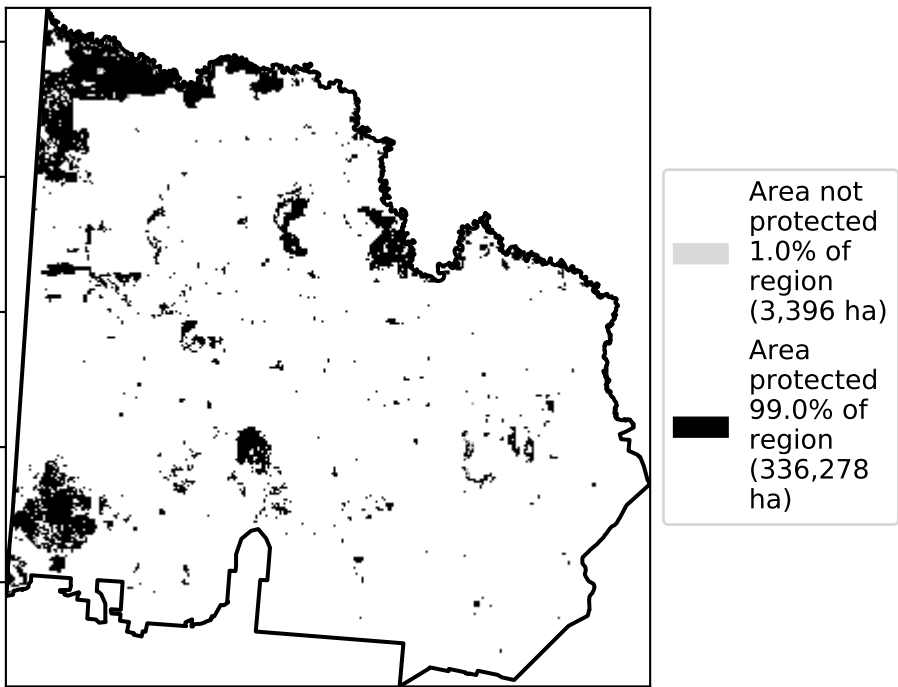 Area not
protected
1.0% of
region
(3,396 ha)
Area
protected
99.0% of
region
(336,278
ha)